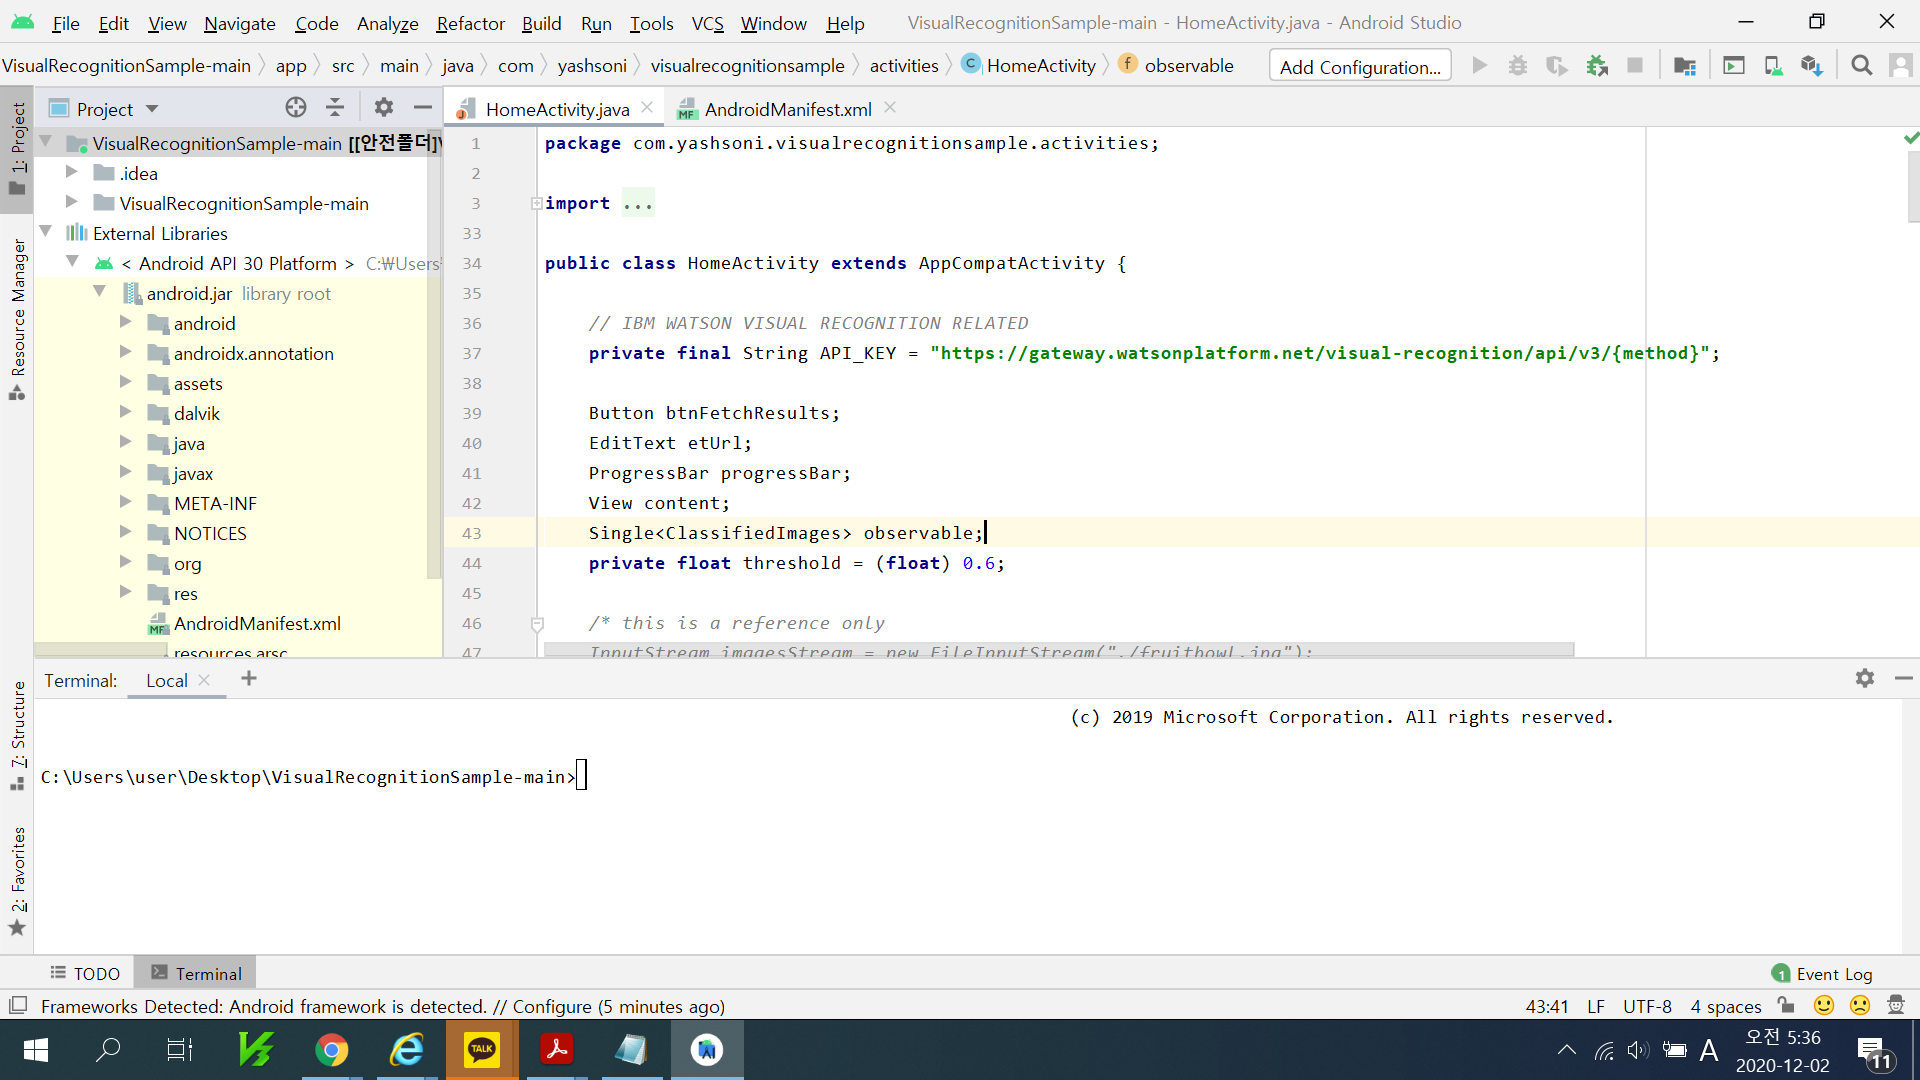 File Edit View Navigate Code Analyze Refactor Build Run Tools VCS Window Help VisualRecognitionSample-main - HomeActivity.java - Android Studio
VisualRecognitionSample-main app src main java com yashsoni visualrecognitionsample activities C HomeActivity f observable Add Configuration...
Project
HomeActivity.java
MF AndroidManifest.xml
1: Project
Resource Manager
7: Structure
2: Favorites
VisualRecognitionSample-main [[안전폴더]
.idea
VisualRecognitionSample-main
External Libraries
< Android API 30 Platform > C:₩Users
android.jar library root
android
androidx.annotation
assets
dalvik
java
javax
META-INF
NOTICES
org
res
MF AndroidManifest.xml
resources.arsc
1 package com.yashsoni.visualrecognitionsample.activities;
2
3 import ...
33
34 public class HomeActivity extends AppCompatActivity {
35
36 // IBM WATSON VISUAL RECOGNITION RELATED
37 private final String API_KEY = "https://gateway.watsonplatform.net/visual-recognition/api/v3/{method}";
38
39 Button btnFetchResults;
40 EditText etUrl;
41 ProgressBar progressBar;
42 View content;
43 Single<ClassifiedImages> observable;
44 private float threshold = (float) 0.6;
45
46 /* this is a reference only
47 InputStream imagesStream = new FileInputStream("./fruitbowl.jpg");
Terminal: Local
(c) 2019 Microsoft Corporation. All rights reserved.
C:\Users\user\Desktop\VisualRecognitionSample-main>
TODO Terminal 1 Event Log
Frameworks Detected: Android framework is detected. // Configure (5 minutes ago) 43:41 LF UTF-8 4 spaces
TALK
A
오전 5:36
2020-12-02
11